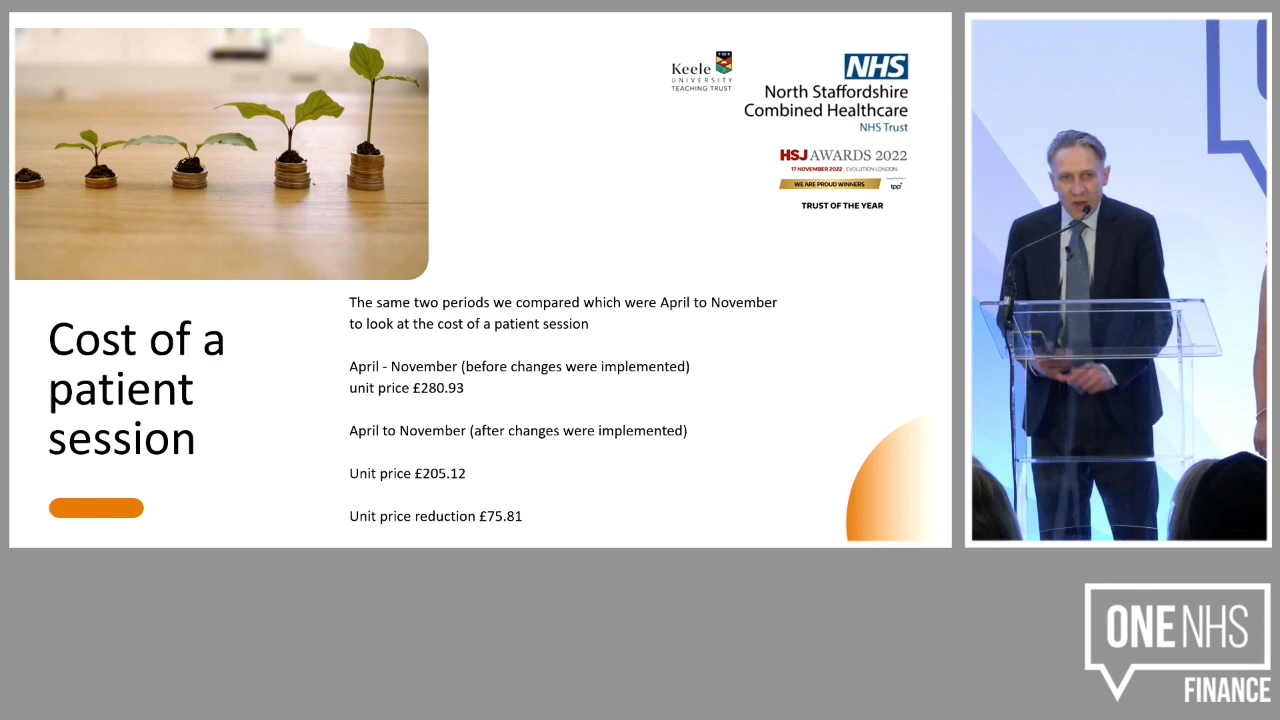 Keele
UNIVERSITY
TEACHING TRUST
NHS
North Staffordshire
Combined Healthcare
NHS Trust
HSJ AWARDS 2022
17 NOVEMBER 2022 | EVOLUTION LONDON
WE ARE PROUD WINNERS
tpp
TRUST OF THE YEAR
Cost of a
patient
session
The same two periods we compared which were April to November
to look at the cost of a patient session
April - November (before changes were implemented)
unit price £280.93
April to November (after changes were implemented)
Unit price £205.12
Unit price reduction £75.81
ONE NHS
FINANCE